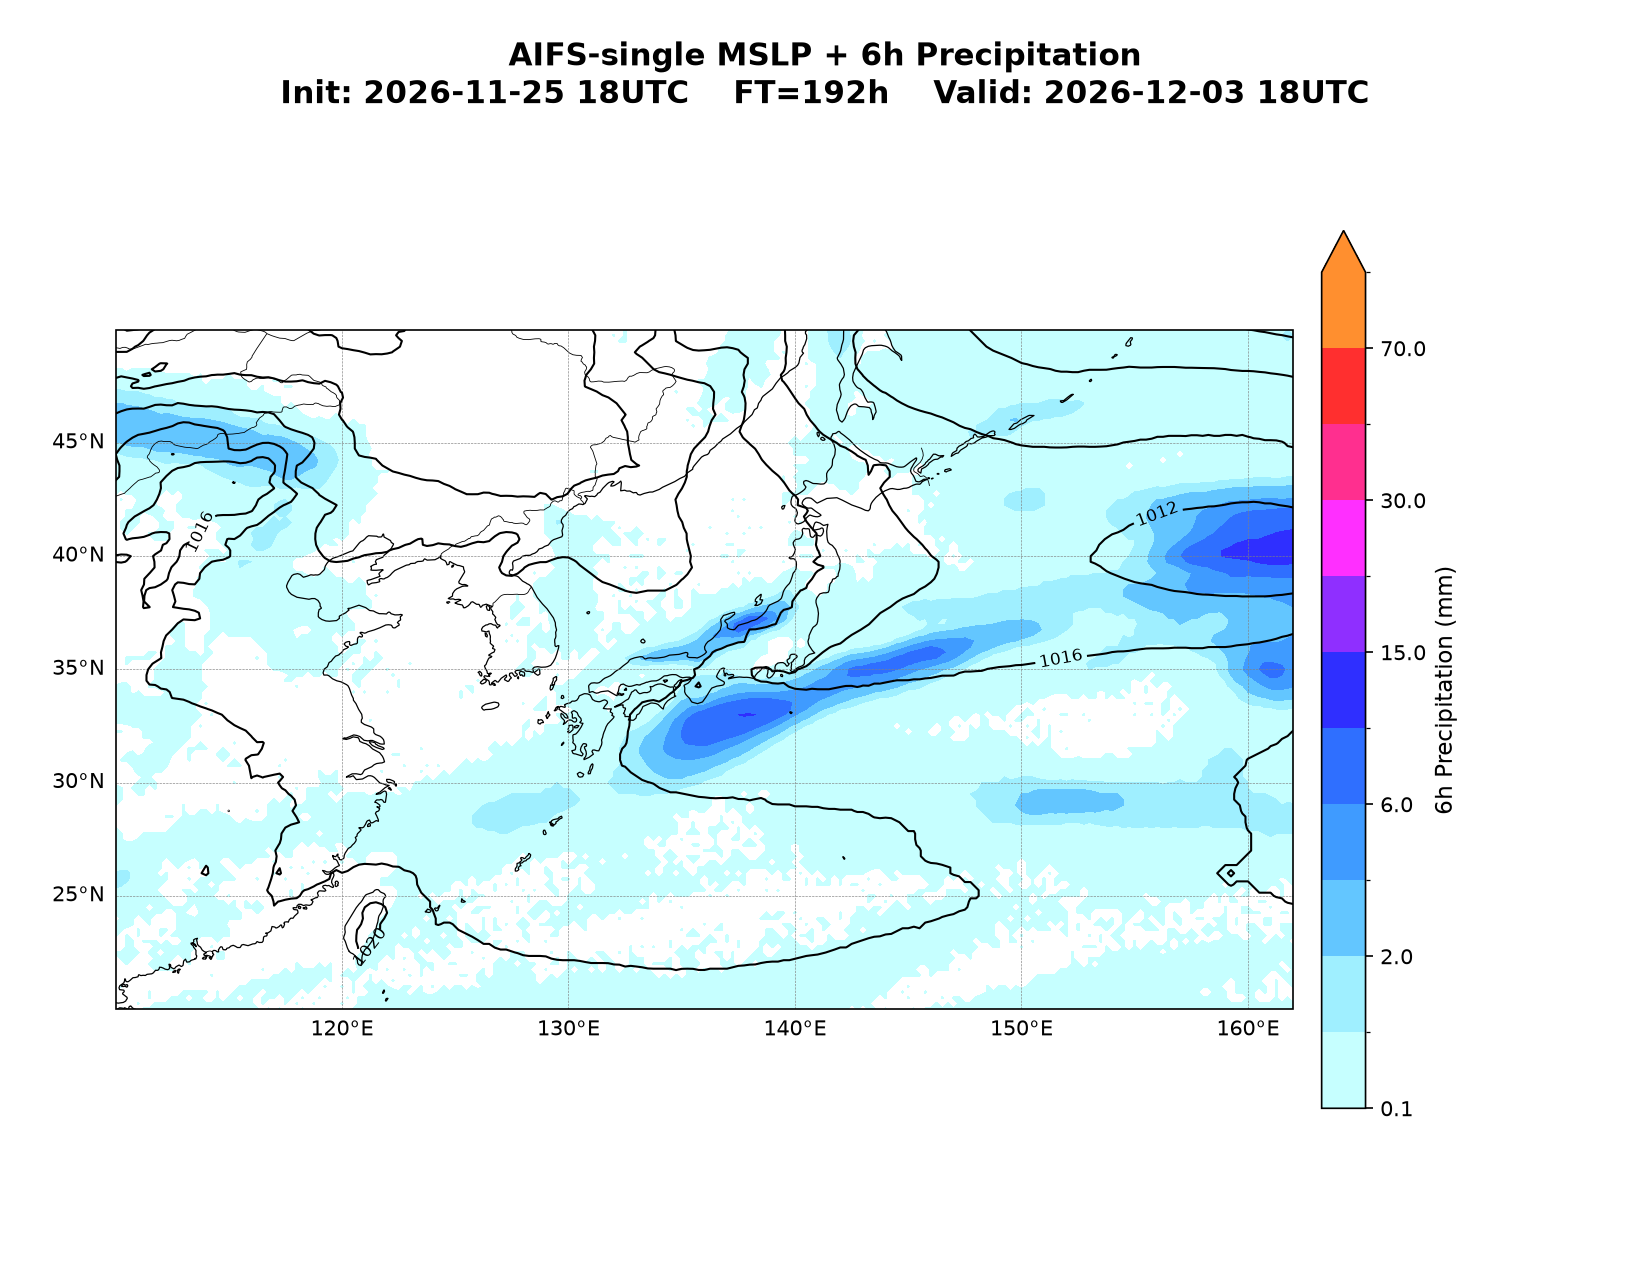 AIFS-single MSLP + 6h Precipitation
Init: 2026-11-25 18UTC    FT=192h    Valid: 2026-12-03 18UTC
45°N
40°N
35°N
30°N
25°N
120°E
130°E
140°E
150°E
160°E
1016
1012
1016
1020
70.0
30.0
15.0
6.0
2.0
0.1
6h Precipitation (mm)